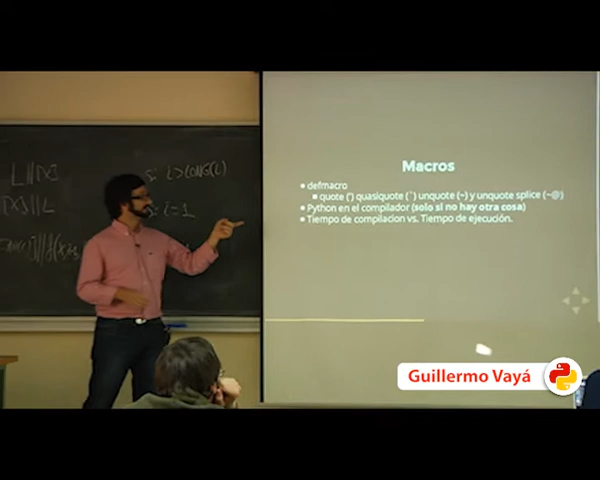 Macros
• defmacro
▪ quote (') quasiquote (`) unquote (~) y unquote splice (~@)
• Python en el compilador (solo si no hay otra cosa)
• Tiempo de compilacion vs. Tiempo de ejecución.
i=1
Guillermo Vayá